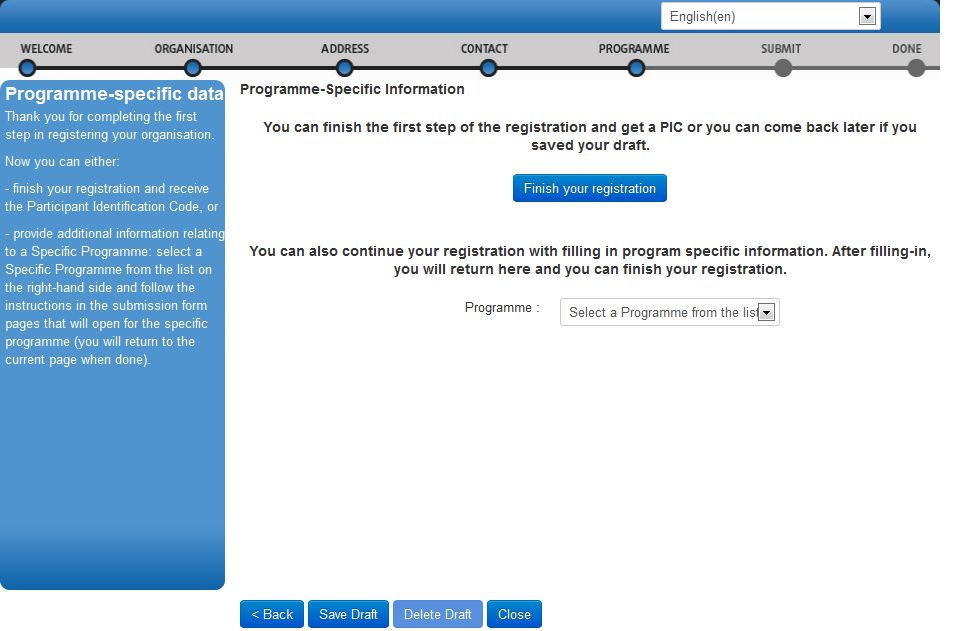 English(en)
WELCOME ORGANISATION ADDRESS CONTACT PROGRAMME SUBMIT DONE
Programme-specific data
Thank you for completing the first
step in registering your organisation.
Now you can either:
- finish your registration and receive
the Participant Identification Code, or
- provide additional information relating
to a Specific Programme: select a
Specific Programme from the list on
the right-hand side and follow the
instructions in the submission form
pages that will open for the specific
programme (you will return to the
current page when done).
Programme-Specific Information
You can finish the first step of the registration and get a PIC or you can come back later if you
saved your draft.
Finish your registration
You can also continue your registration with filling in program specific information. After filling-in,
you will return here and you can finish your registration.
Programme : Select a Programme from the list
< Back Save Draft Delete Draft Close